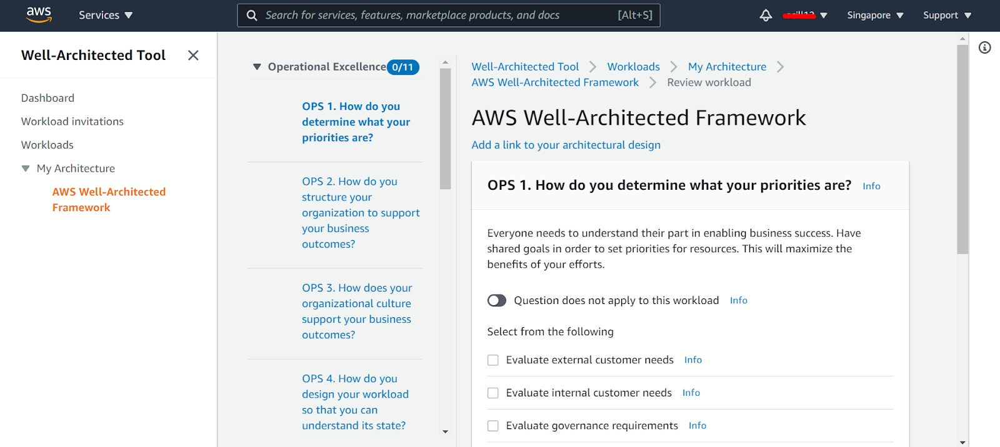 aws
Services
Search for services, features, marketplace products, and docs
[Alt+S]
Singapore
Support
Well-Architected Tool
Dashboard
Workload invitations
Workloads
My Architecture
AWS Well-Architected
Framework
Operational Excellence
0/11
OPS 1. How do you
determine what your
priorities are?
OPS 2. How do you
structure your
organization to support
your business
outcomes?
OPS 3. How does your
organizational culture
support your business
outcomes?
OPS 4. How do you
design your workload
so that you can
understand its state?
Well-Architected Tool > Workloads > My Architecture >
AWS Well-Architected Framework > Review workload
AWS Well-Architected Framework
Add a link to your architectural design
OPS 1. How do you determine what your priorities are? Info
Everyone needs to understand their part in enabling business success. Have
shared goals in order to set priorities for resources. This will maximize the
benefits of your efforts.
Question does not apply to this workload Info
Select from the following
Evaluate external customer needs Info
Evaluate internal customer needs Info
Evaluate governance requirements Info